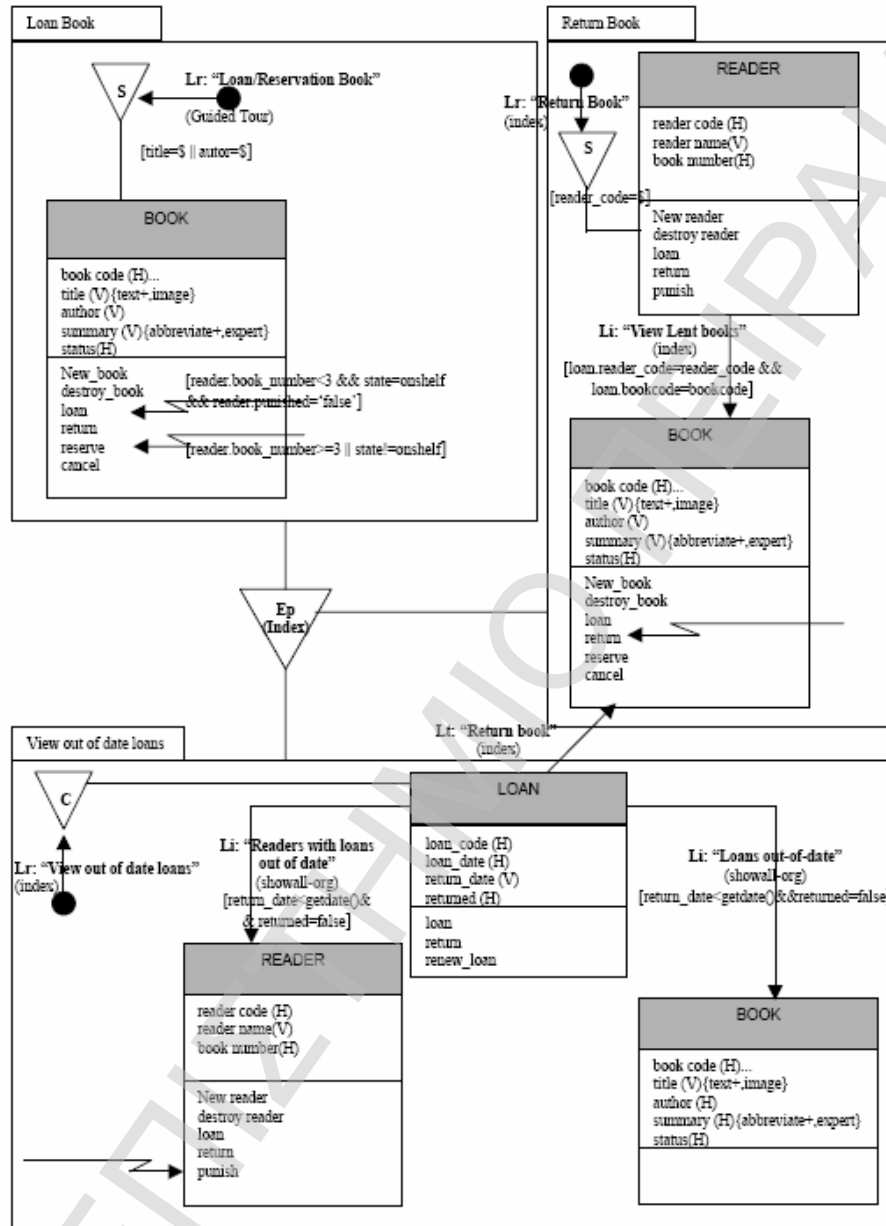 Loan Book
Lr: “Loan/Reservation Book”
S
(Guided Tour)
[title=$ || autor=$]
BOOK
book code (H)...
title (V){text+,image}
author (V)
summary (V){abbreviate+,expert}
status(H)
New_book
destroy_book
loan
return
reserve
cancel
[reader.book_number<3 && state=onshelf
&& reader.punished=‘false’]
[reader.book_number>=3 || state!=onshelf]
Return Book
Lr: “Return Book”
(index)
S
[reader_code=$]
READER
reader code (H)
reader name(V)
book number(H)
New reader
destroy reader
loan
return
punish
Li: “View Lent books”
(index)
[loan.reader_code=reader_code &&
loan.bookcode=bookcode]
BOOK
book code (H)...
title (V){text+,image}
author (V)
summary (V){abbreviate+,expert}
status(H)
New_book
destroy_book
loan
return
reserve
cancel
Ep
(Index)
View out of date loans
Lt: “Return book”
(index)
C
Lr: “View out of date loans”
(index)
LOAN
loan_code (H)
loan_date (H)
return_date (V)
returned (H)
loan
return
renew_loan
Li: “Readers with loans
out of date”
(showall-org)
[return_date<getdate()&
& returned=false]
Li: “Loans out-of-date”
(showall-org)
[return_date<getdate()&&returned=false
READER
reader code (H)
reader name(V)
book number(H)
New reader
destroy reader
loan
return
punish
BOOK
book code (H)...
title (V){text+,image}
author (H)
summary (H){abbreviate+,expert}
status(H)
ΕΠΙΣΤΗΜΙΟ ΠΕΙΡΑΙ